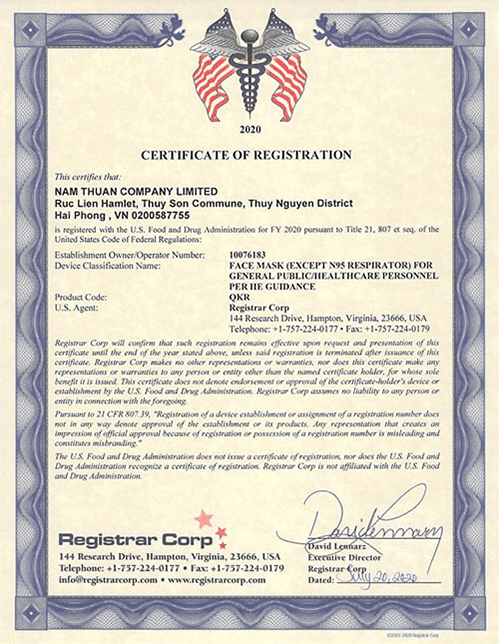 2020
CERTIFICATE OF REGISTRATION
This certifies that:
NAM THUAN COMPANY LIMITED
Ruc Lien Hamlet, Thuy Son Commune, Thuy Nguyen District
Hai Phong , VN 0200587755
is registered with the U.S. Food and Drug Administration for FY 2020 pursuant to Title 21, 807 et seq. of the
United States Code of Federal Regulations:
Establishment Owner/Operator Number: 10076183
Device Classification Name: FACE MASK (EXCEPT N95 RESPIRATOR) FOR
GENERAL PUBLIC/HEALTHCARE PERSONNEL
PER IIE GUIDANCE
Product Code: QKR
U.S. Agent: Registrar Corp
144 Research Drive, Hampton, Virginia, 23666, USA
Telephone: +1-757-224-0177 • Fax: +1-757-224-0179
Registrar Corp will confirm that such registration remains effective upon request and presentation of this
certificate until the end of the year stated above, unless said registration is terminated after issuance of this
certificate. Registrar Corp makes no other representations or warranties, nor does this certificate make any
representations or warranties to any person or entity other than the named certificate holder, for whose sole
benefit it is issued. This certificate does not denote endorsement or approval of the certificate-holder's device or
establishment by the U.S. Food and Drug Administration. Registrar Corp assumes no liability to any person or
entity in connection with the foregoing.
Pursuant to 21 CFR 807.39, "Registration of a device establishment or assignment of a registration number does
not in any way denote approval of the establishment or its products. Any representation that creates an
impression of official approval because of registration or possession of a registration number is misleading and
constitutes misbranding."
The U.S. Food and Drug Administration does not issue a certificate of registration, nor does the U.S. Food and
Drug Administration recognize a certificate of registration. Registrar Corp is not affiliated with the U.S. Food
and Drug Administration.
Registrar Corp
144 Research Drive, Hampton, Virginia, 23666, USA
Telephone: +1-757-224-0177 • Fax: +1-757-224-0179
info@registrarcorp.com • www.registrarcorp.com
David Lennarz
Executive Director
Registrar Corp
Dated: July 20, 2020